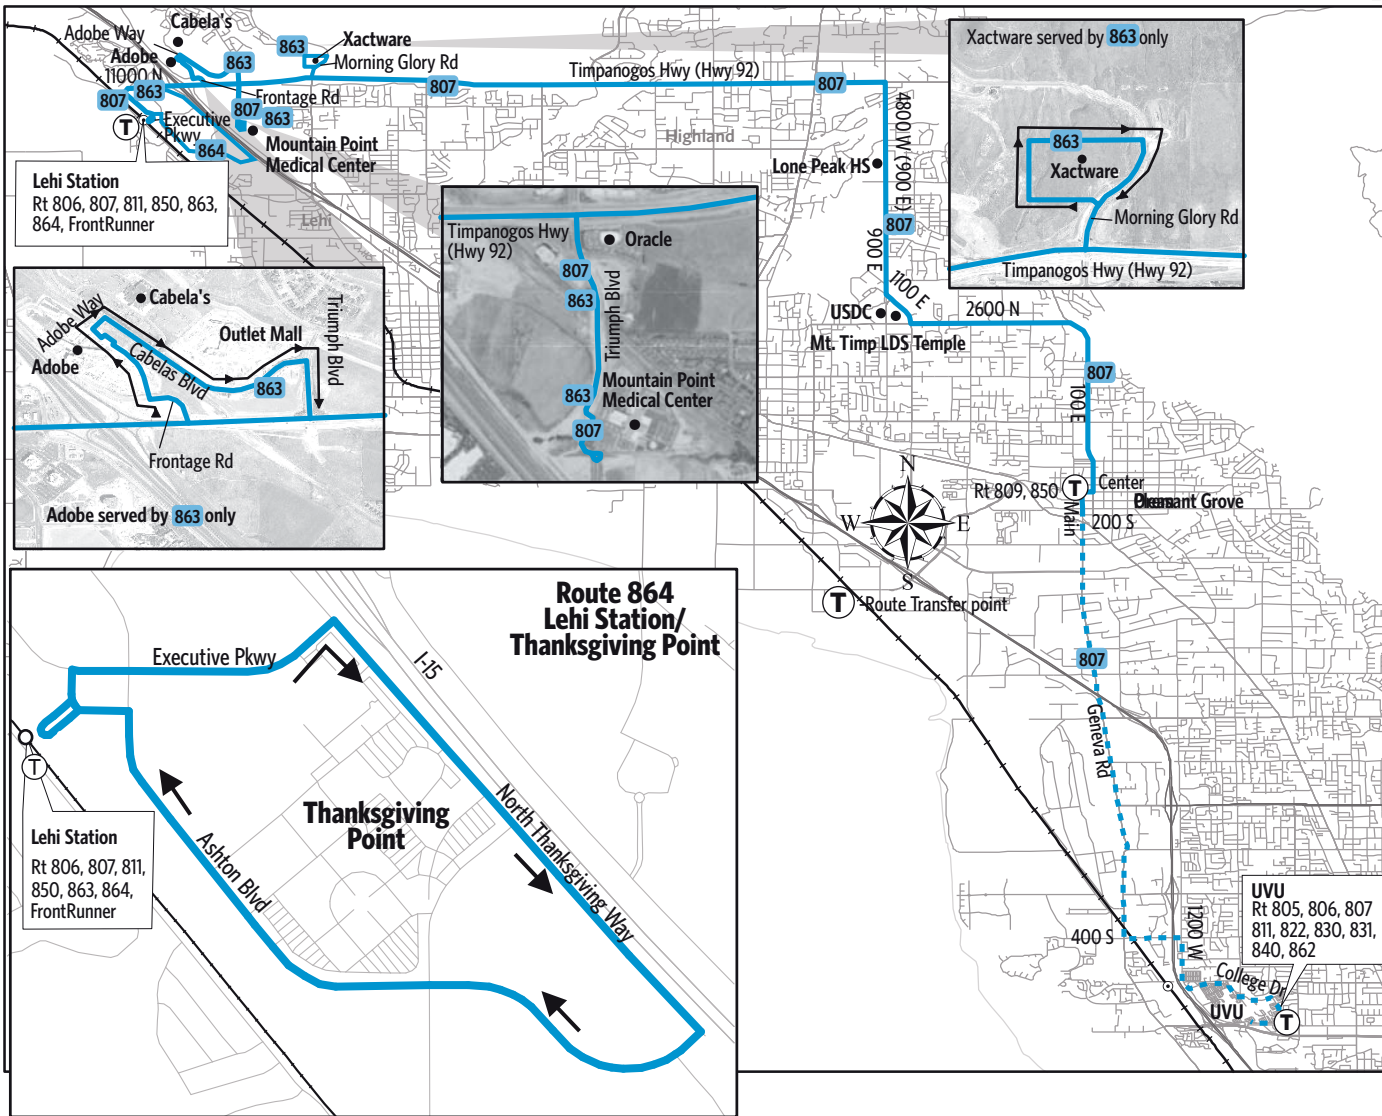 Cabela's
Adobe Way
Adobe
863
863
Xactware
Morning Glory Rd
11000 N
863
807
Frontage Rd
807
863
Executive
Pkwy
T
864
Mountain Point
Medical Center
807
Timpanogos Hwy (Hwy 92)
807
Highland
Lehi
Lehi Station
Rt 806, 807, 811, 850, 863,
864, FrontRunner
4800 W (900 E)
Lone Peak HS
807
900 E
1100 E
USDC
Mt. Timp LDS Temple
2600 N
807
100 E
Xactware served by 863 only
863
Xactware
Morning Glory Rd
Timpanogos Hwy (Hwy 92)
Timpanogos Hwy
(Hwy 92)
Oracle
807
863
Triumph Blvd
Mountain Point
Medical Center
863
807
Cabela's
Adobe Way
Adobe
Outlet Mall
Triumph Blvd
Cabelas Blvd
863
Frontage Rd
Adobe served by 863 only
N
W
E
S
Rt 809, 850
T
Center
Pleasant Grove
Main
200 S
T
-Route Transfer point
807
Geneva Rd
400 S
1200 W
College Dr
UVU
T
UVU
Rt 805, 806, 807
811, 822, 830, 831,
840, 862
Route 864
Lehi Station/
Thanksgiving Point
Executive Pkwy
I-15
North Thanksgiving Way
Thanksgiving
Point
Ashton Blvd
T
Lehi Station
Rt 806, 807, 811,
850, 863, 864,
FrontRunner